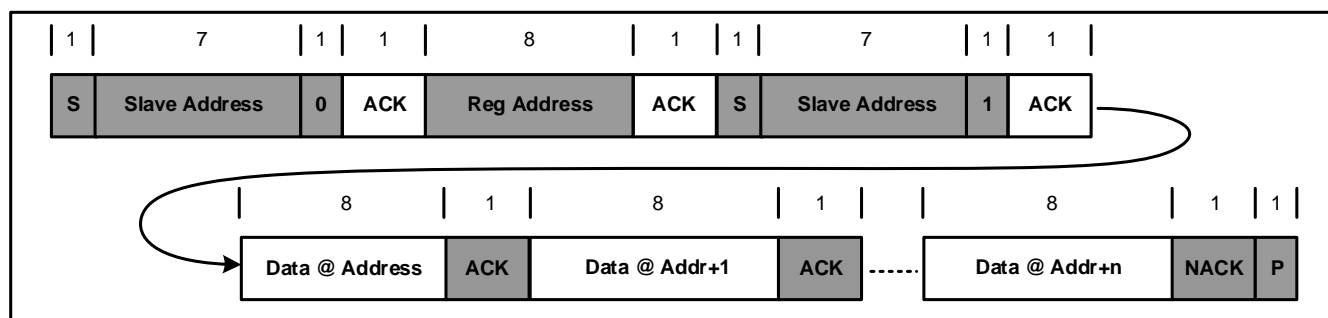 1 7 1 1 8 1 1 7 1 1
S Slave Address 0 ACK Reg Address ACK S Slave Address 1 ACK
8 1 8 1 8 1 1
Data @ Address ACK Data @ Addr+1 ACK Data @ Addr+n NACK P